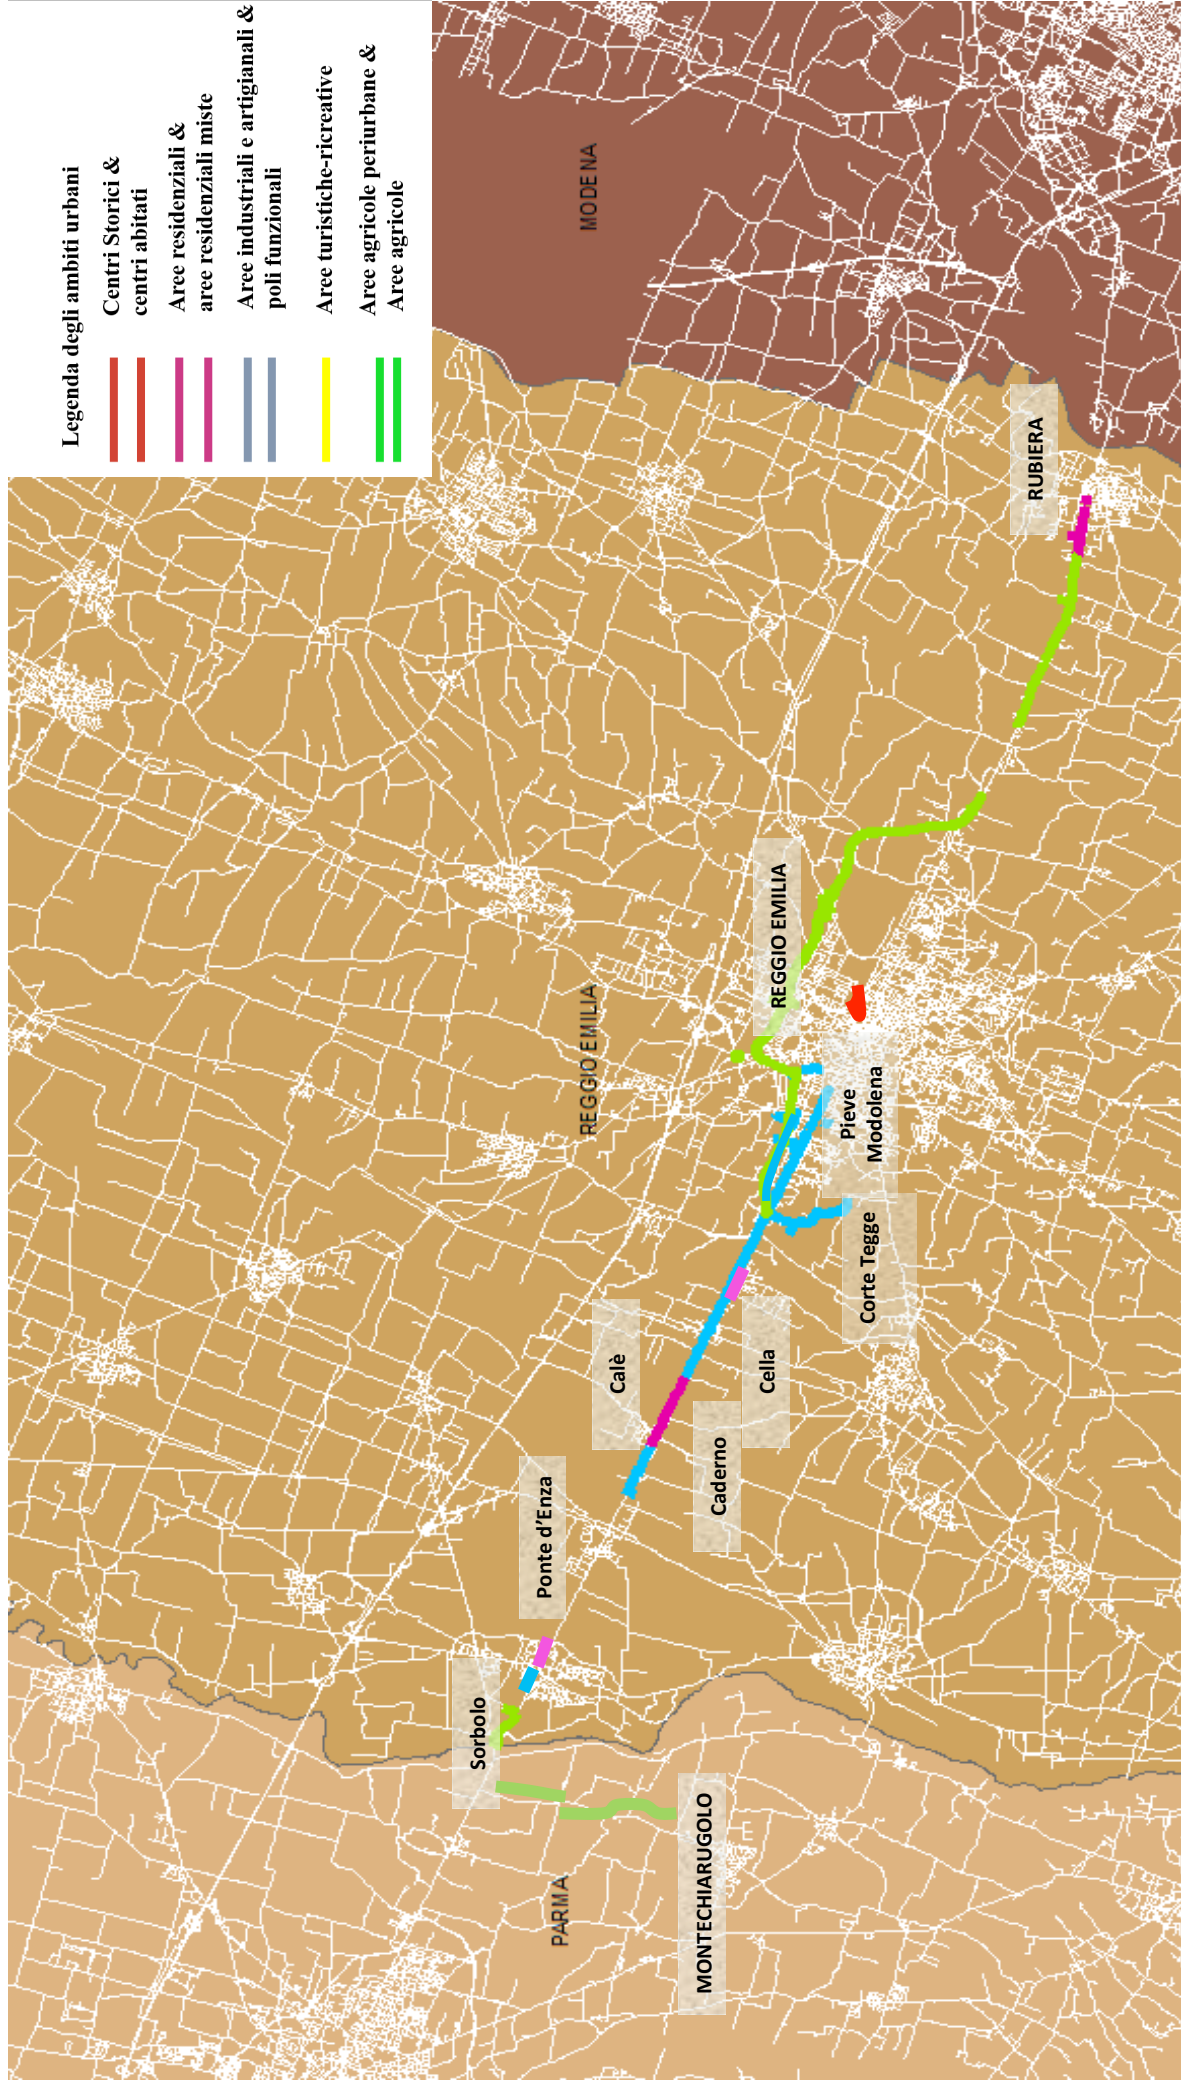 Legenda degli ambiti urbani
Centri Storici &
centri abitati
Aree residenziali &
aree residenziali miste
Aree industriali e artigianali &
poli funzionali
Aree turistiche-ricreative
Aree agricole periurbane &
Aree agricole
MODENA
RUBIERA
REGGIO EMILIA
REGGIO EMILIA
Pieve
Modolena
Corte Tegge
Calè
Cella
Caderno
Ponte d'Enza
Sorbolo
MONTECHIARUGOLO
PARMA